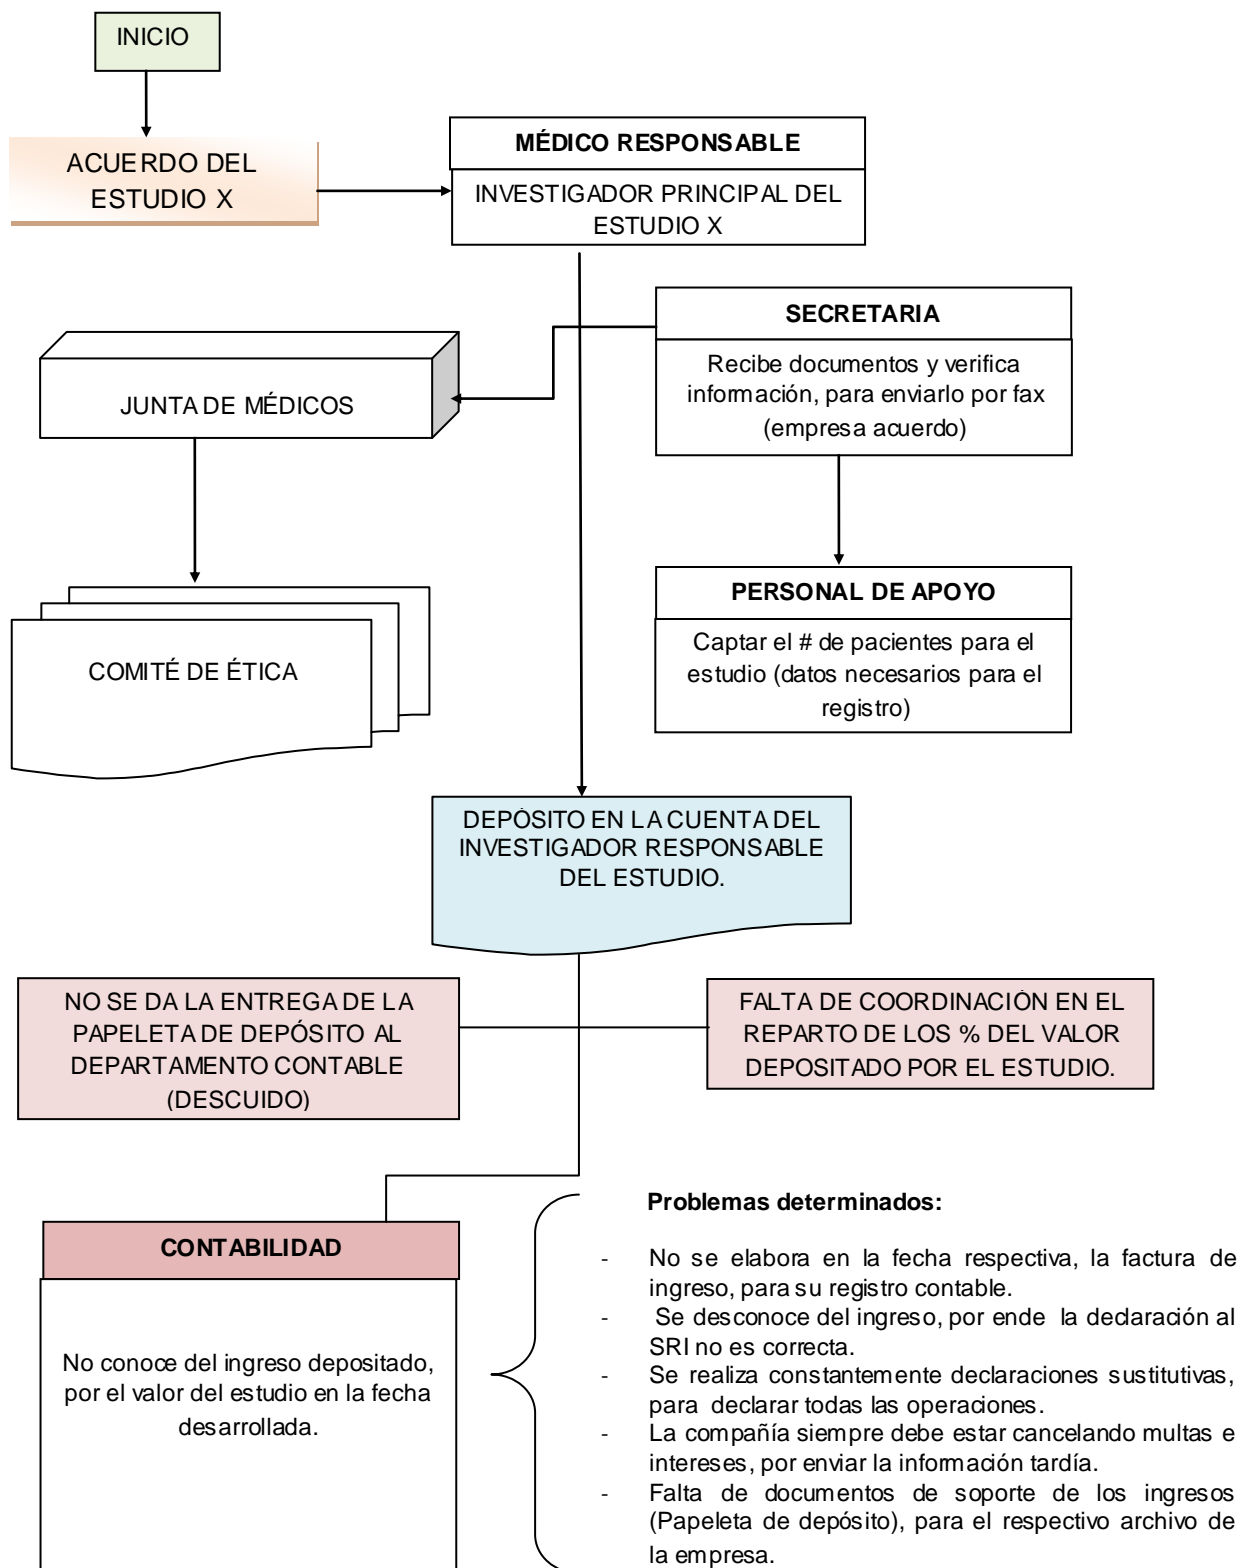 INICIO
ACUERDO DEL
ESTUDIO X
MÉDICO RESPONSABLE
INVESTIGADOR PRINCIPAL DEL
ESTUDIO X
SECRETARIA
Recibe documentos y verifica
información, para enviarlo por fax
(empresa acuerdo)
JUNTA DE MÉDICOS
PERSONAL DE APOYO
Captar el # de pacientes para el
estudio (datos necesarios para el
registro)
COMITÉ DE ÉTICA
DEPÓSITO EN LA CUENTA DEL
INVESTIGADOR RESPONSABLE
DEL ESTUDIO.
NO SE DA LA ENTREGA DE LA
PAPELETA DE DEPÓSITO AL
DEPARTAMENTO CONTABLE
(DESCUIDO)
FALTA DE COORDINACIÓN EN EL
REPARTO DE LOS % DEL VALOR
DEPOSITADO POR EL ESTUDIO.
CONTABILIDAD
No conoce del ingreso depositado,
por el valor del estudio en la fecha
desarrollada.
Problemas determinados:
- No se elabora en la fecha respectiva, la factura de
ingreso, para su registro contable.
- Se desconoce del ingreso, por ende la declaración al
SRI no es correcta.
- Se realiza constantemente declaraciones sustitutivas,
para declarar todas las operaciones.
- La compañía siempre debe estar cancelando multas e
intereses, por enviar la información tardía.
- Falta de documentos de soporte de los ingresos
(Papeleta de depósito), para el respectivo archivo de
la empresa.